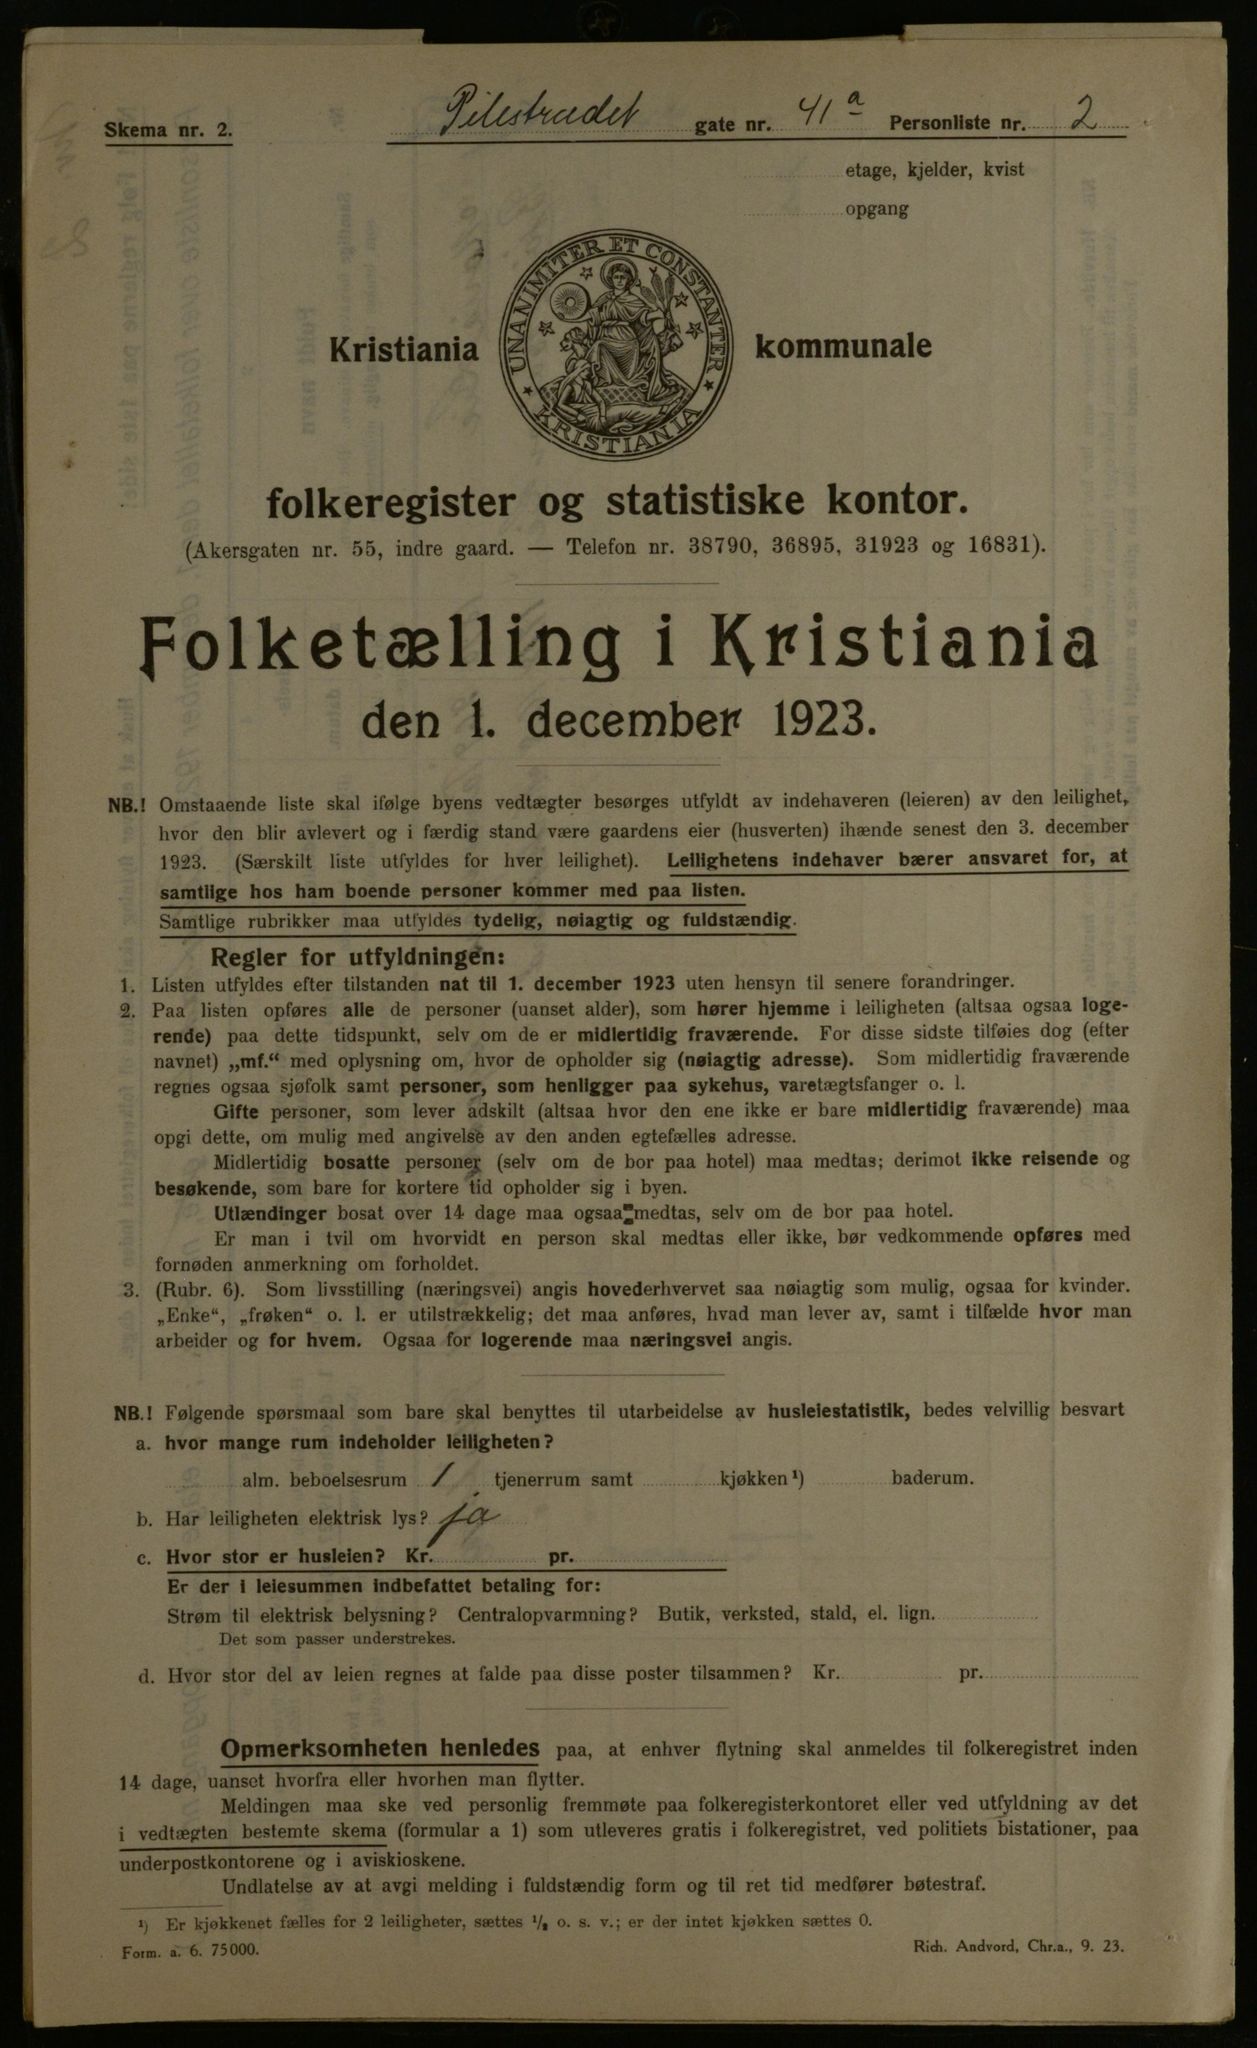 Skema nr. 2.
Pilestrædet gate nr. 41a Personliste nr. 2
etage, kjelder, kvist
opgang
Kristiania kommunale
UNANIMITER ET CONSTANTER
KRISTIANIA
folkeregister og statistiske kontor.
(Akersgaten nr. 55, indre gaard. — Telefon nr. 38790, 36895, 31923 og 16831).
Folketælling i Kristiania
den 1. december 1923.
NB.! Omstaaende liste skal ifølge byens vedtægter besørges utfyldt av indehaveren (leieren) av den leilighet,
hvor den blir avlevert og i færdig stand være gaardens eier (husverten) ihænde senest den 3. december
1923. (Særskilt liste utfyldes for hver leilighet). Leilighetens indehaver bærer ansvaret for, at
samtlige hos ham boende personer kommer med paa listen.
Samtlige rubrikker maa utfyldes tydelig, nøiagtig og fuldstændig.
Regler for utfyldningen:
1. Listen utfyldes efter tilstanden nat til 1. december 1923 uten hensyn til senere forandringer.
2. Paa listen opføres alle de personer (uanset alder), som hører hjemme i leiligheten (altsaa ogsaa loge-
rende) paa dette tidspunkt, selv om de er midlertidig fraværende. For disse sidste tilføies dog (efter
navnet) „mf.“ med oplysning om, hvor de opholder sig (nøiagtig adresse). Som midlertidig fraværende
regnes ogsaa sjøfolk samt personer, som henligger paa sykehus, varetægtsfanger o. l.
Gifte personer, som lever adskilt (altsaa hvor den ene ikke er bare midlertidig fraværende) maa
opgi dette, om mulig med angivelse av den anden egtefælles adresse.
Midlertidig bosatte personer (selv om de bor paa hotel) maa medtas; derimot ikke reisende og
besøkende, som bare for kortere tid opholder sig i byen.
Utlændinger bosat over 14 dage maa ogsaa medtas, selv om de bor paa hotel.
Er man i tvil om hvorvidt en person skal medtas eller ikke, bør vedkommende opføres med
fornøden anmerkning om forholdet.
3. (Rubr. 6). Som livsstilling (næringsvei) angis hovederhvervet saa nøiagtig som mulig, ogsaa for kvinder.
„Enke“, „frøken“ o. l. er utilstrækkelig; det maa anføres, hvad man lever av, samt i tilfælde hvor man
arbeider og for hvem. Ogsaa for logerende maa næringsvei angis.
NB.! Følgende spørsmaal som bare skal benyttes til utarbeidelse av husleiestatistik, bedes velvillig besvart
a. hvor mange rum indeholder leiligheten?
alm. beboelsesrum 1 tjenerrum samt kjøkken ¹) baderum.
b. Har leiligheten elektrisk lys? ja
c. Hvor stor er husleien? Kr. pr.
Er der i leiesummen indbefattet betaling for:
Strøm til elektrisk belysning? Centralopvarmning? Butik, verksted, stald, el. lign.
Det som passer understrekes.
d. Hvor stor del av leien regnes at falde paa disse poster tilsammen? Kr. pr.
Opmerksomheten henledes paa, at enhver flytning skal anmeldes til folkeregistret inden
14 dage, uanset hvorfra eller hvorhen man flytter.
Meldingen maa ske ved personlig fremmøte paa folkeregisterkontoret eller ved utfyldning av det
i vedtægten bestemte skema (formular a 1) som utleveres gratis i folkeregistret, ved politiets bistationer, paa
underpostkontorene og i aviskioskene.
Undlatelse av at avgi melding i fuldstændig form og til ret tid medfører bøtestraf.
¹) Er kjøkkenet fælles for 2 leiligheter, sættes ½ o. s. v.; er der intet kjøkken sættes 0.
Form. a. 6. 75000.
Rich. Andvord, Chr.a., 9. 23.